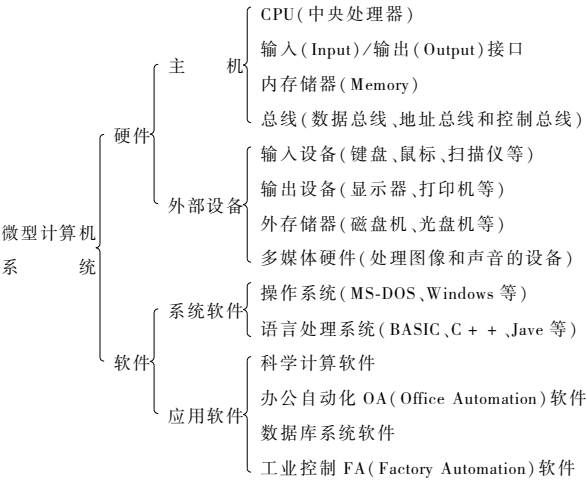 CPU(中央处理器)
输入(Input)/输出(Output)接口
主 机
内存储器(Memory)
总线(数据总线、地址总线和控制总线)
硬件
输入设备(键盘、鼠标、扫描仪等)
输出设备(显示器、打印机等)
外部设备
外存储器(磁盘机、光盘机等)
多媒体硬件(处理图像和声音的设备)
微型计算机
系 统
操作系统(MS-DOS、Windows 等)
系统软件
语言处理系统(BASIC、C + + 、Jave 等)
软件
科学计算软件
办公自动化 OA(Office Automation)软件
应用软件
数据库系统软件
工业控制 FA(Factory Automation)软件